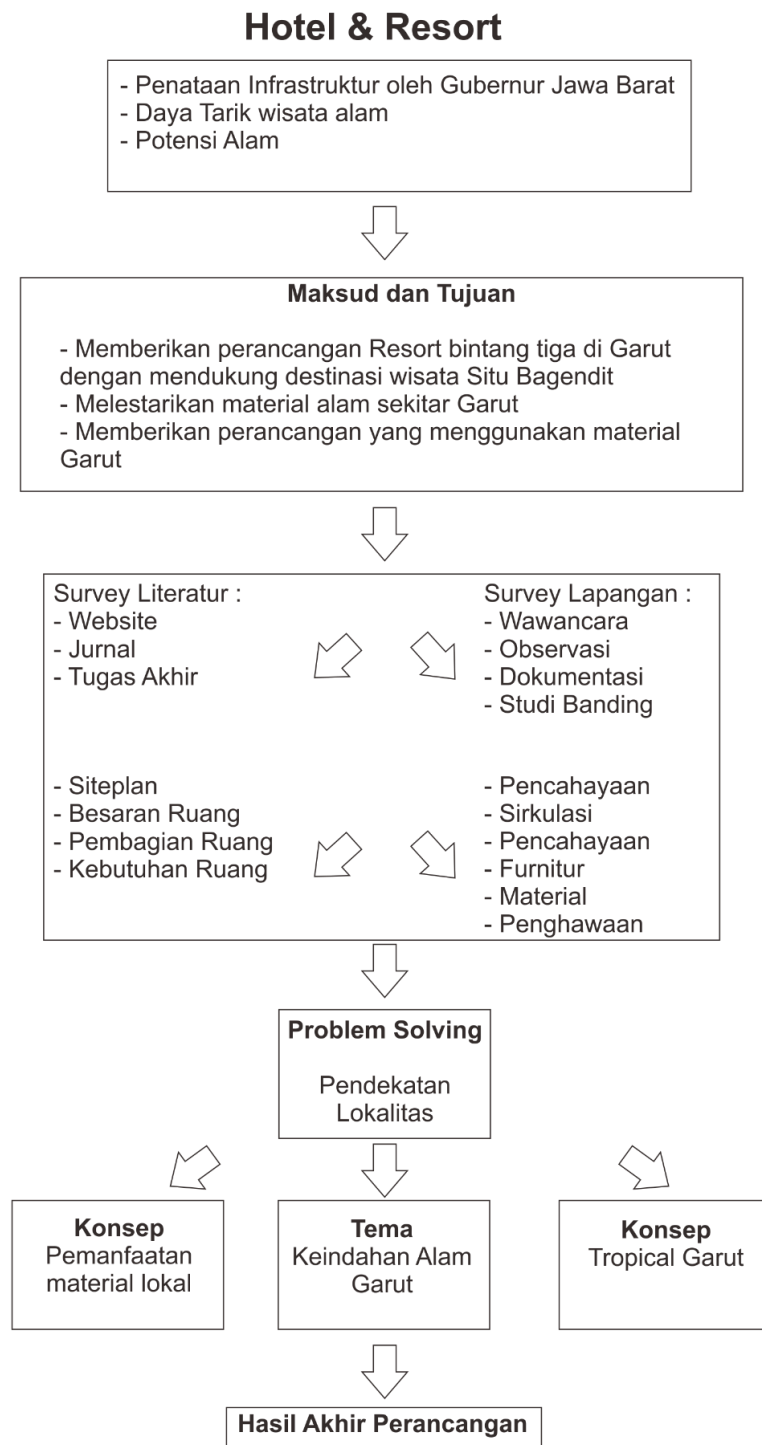 Hotel & Resort
- Penataan Infrastruktur oleh Gubernur Jawa Barat
- Daya Tarik wisata alam
- Potensi Alam
Maksud dan Tujuan
- Memberikan perancangan Resort bintang tiga di Garut
dengan mendukung destinasi wisata Situ Bagendit
- Melestarikan material alam sekitar Garut
- Memberikan perancangan yang menggunakan material
Garut
Survey Literatur :
- Website
- Jurnal
- Tugas Akhir
Survey Lapangan :
- Wawancara
- Observasi
- Dokumentasi
- Studi Banding
- Siteplan
- Besaran Ruang
- Pembagian Ruang
- Kebutuhan Ruang
- Pencahayaan
- Sirkulasi
- Pencahayaan
- Furnitur
- Material
- Penghawaan
Problem Solving
Pendekatan
Lokalitas
Konsep
Pemanfaatan
material lokal
Tema
Keindahan Alam
Garut
Konsep
Tropical Garut
Hasil Akhir Perancangan